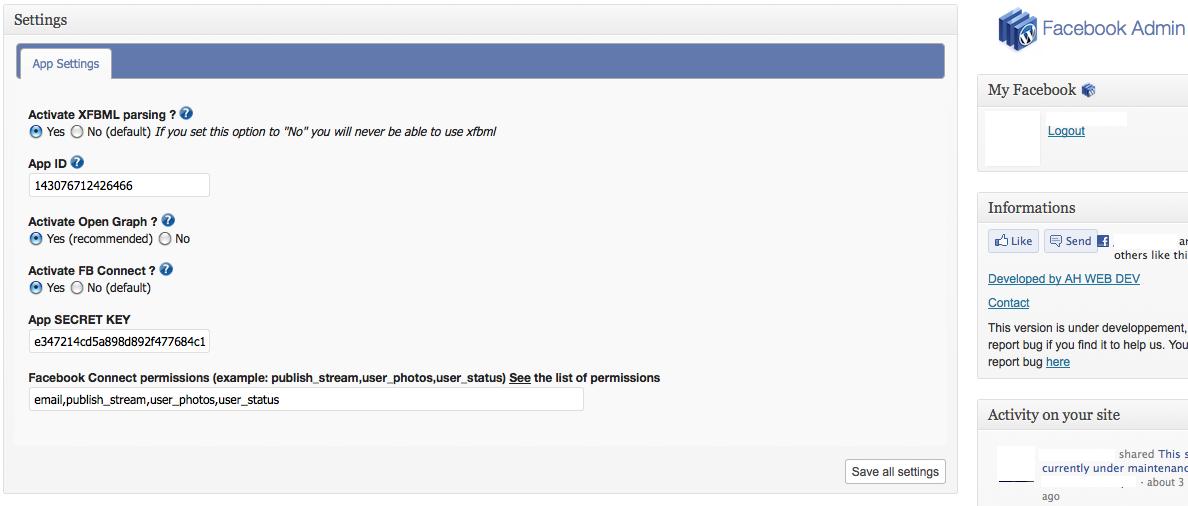 Settings
App Settings
Activate XFBML parsing ?
Yes No (default) If you set this option to "No" you will never be able to use xfbml
App ID
143076712426466
Activate Open Graph ?
Yes (recommended) No
Activate FB Connect ?
Yes No (default)
App SECRET KEY
e347214cd5a898d892f477684c1
Facebook Connect permissions (example: publish_stream,user_photos,user_status) See the list of permissions
email,publish_stream,user_photos,user_status
Save all settings
Facebook Admin
My Facebook
Logout
Informations
Like Send
others like thi
Developed by AH WEB DEV
Contact
This version is under developpement,
report bug if you find it to help us. You
report bug here
Activity on your site
shared This s
currently under maintenanc
· about 3
ago